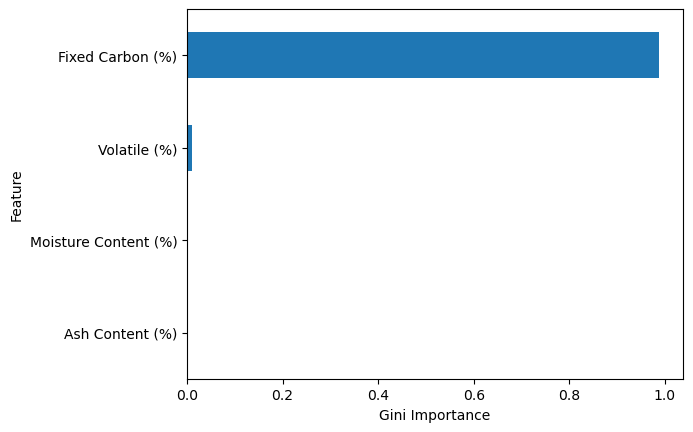 Fixed Carbon (%)
Volatile (%)
Moisture Content (%)
Ash Content (%)
Feature
0.0 0.2 0.4 0.6 0.8 1.0
Gini Importance